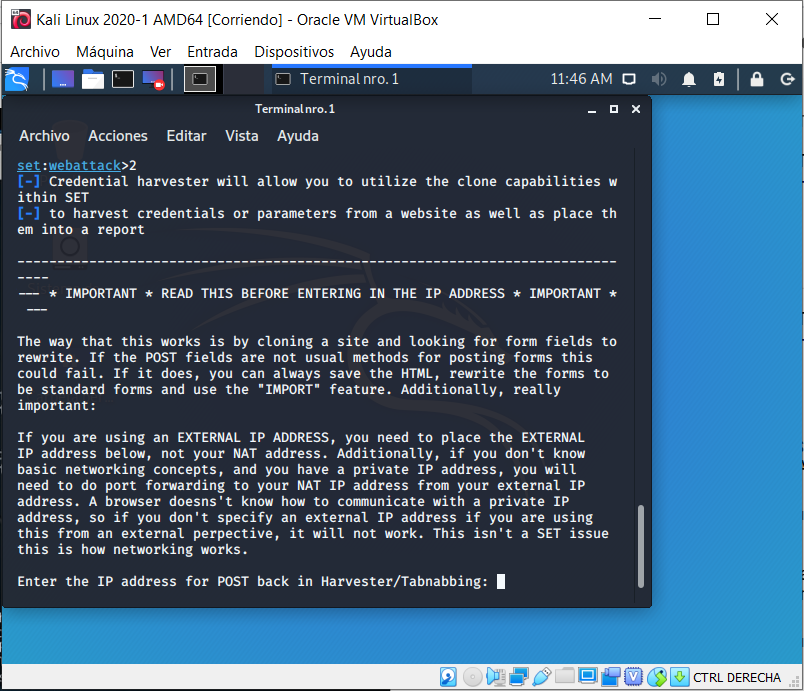 Kali Linux 2020-1 AMD64 [Corriendo] - Oracle VM VirtualBox
Archivo Máquina Ver Entrada Dispositivos Ayuda
Terminal nro. 1 11:46 AM
Terminal nro. 1
Archivo Acciones Editar Vista Ayuda
set:webattack>2
[-] Credential harvester will allow you to utilize the clone capabilities w
ithin SET
[-] to harvest credentials or parameters from a website as well as place th
em into a report
---------------------------------------------------------------------------
----
--- * IMPORTANT * READ THIS BEFORE ENTERING IN THE IP ADDRESS * IMPORTANT *
---
The way that this works is by cloning a site and looking for form fields to
rewrite. If the POST fields are not usual methods for posting forms this
could fail. If it does, you can always save the HTML, rewrite the forms to
be standard forms and use the "IMPORT" feature. Additionally, really
important:
If you are using an EXTERNAL IP ADDRESS, you need to place the EXTERNAL
IP address below, not your NAT address. Additionally, if you don't know
basic networking concepts, and you have a private IP address, you will
need to do port forwarding to your NAT IP address from your external IP
address. A browser doesns't know how to communicate with a private IP
address, so if you don't specify an external IP address if you are using
this from an external perpective, it will not work. This isn't a SET issue
this is how networking works.
Enter the IP address for POST back in Harvester/Tabnabbing:
CTRL DERECHA